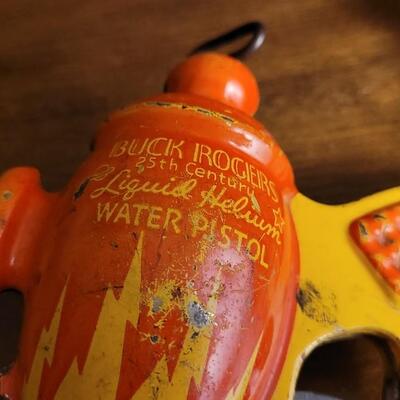 BUCK ROGERS
25th Century
Liquid Helium
WATER PISTOL